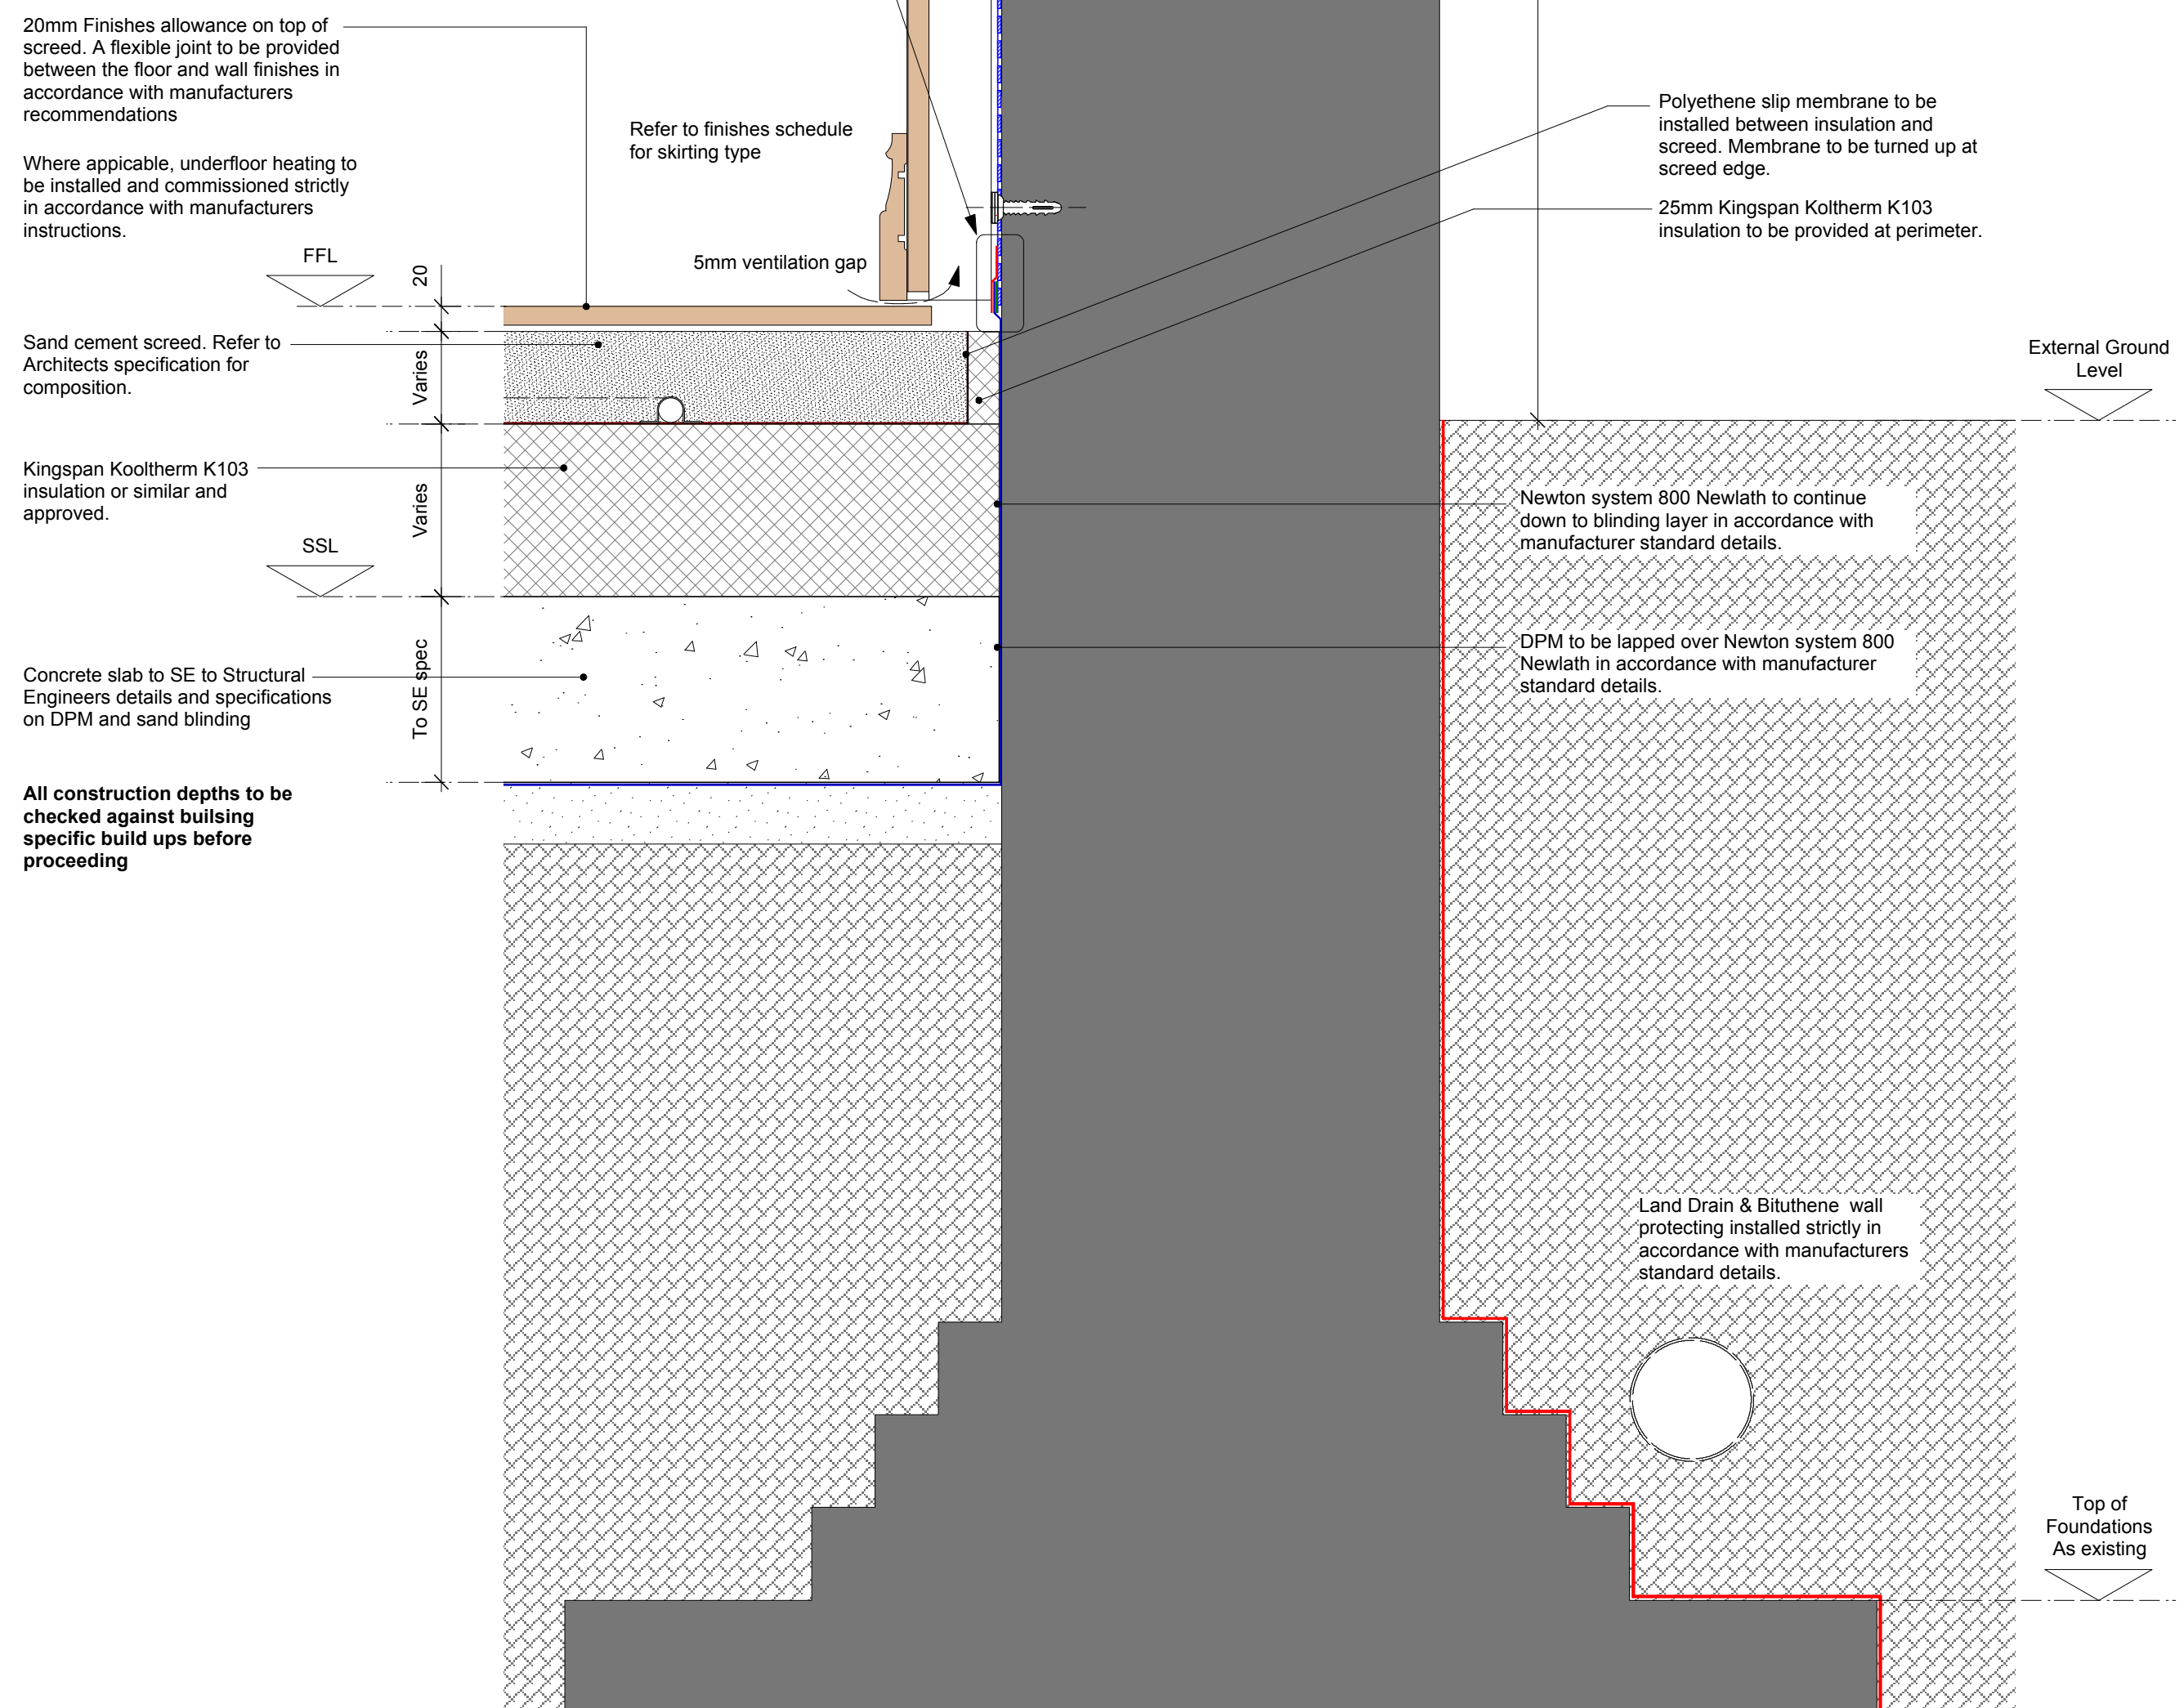 20mm Finishes allowance on top of
screed. A flexible joint to be provided
between the floor and wall finishes in
accordance with manufacturers
recommendations
Where appicable, underfloor heating to
be installed and commissioned strictly
in accordance with manufacturers
instructions.
Refer to finishes schedule
for skirting type
Polyethene slip membrane to be
installed between insulation and
screed. Membrane to be turned up at
screed edge.
25mm Kingspan Koltherm K103
insulation to be provided at perimeter.
FFL
20
5mm ventilation gap
Sand cement screed. Refer to
Architects specification for
composition.
Varies
External Ground
Level
Kingspan Kooltherm K103
insulation or similar and
approved.
Varies
Newton system 800 Newlath to continue
down to blinding layer in accordance with
manufacturer standard details.
SSL
DPM to be lapped over Newton system 800
Newlath in accordance with manufacturer
standard details.
Concrete slab to SE to Structural
Engineers details and specifications
on DPM and sand blinding
To SE spec
All construction depths to be
checked against builsing
specific build ups before
proceeding
Land Drain & Bituthene  wall
protecting installed strictly in
accordance with manufacturers
standard details.
Top of
Foundations
As existing